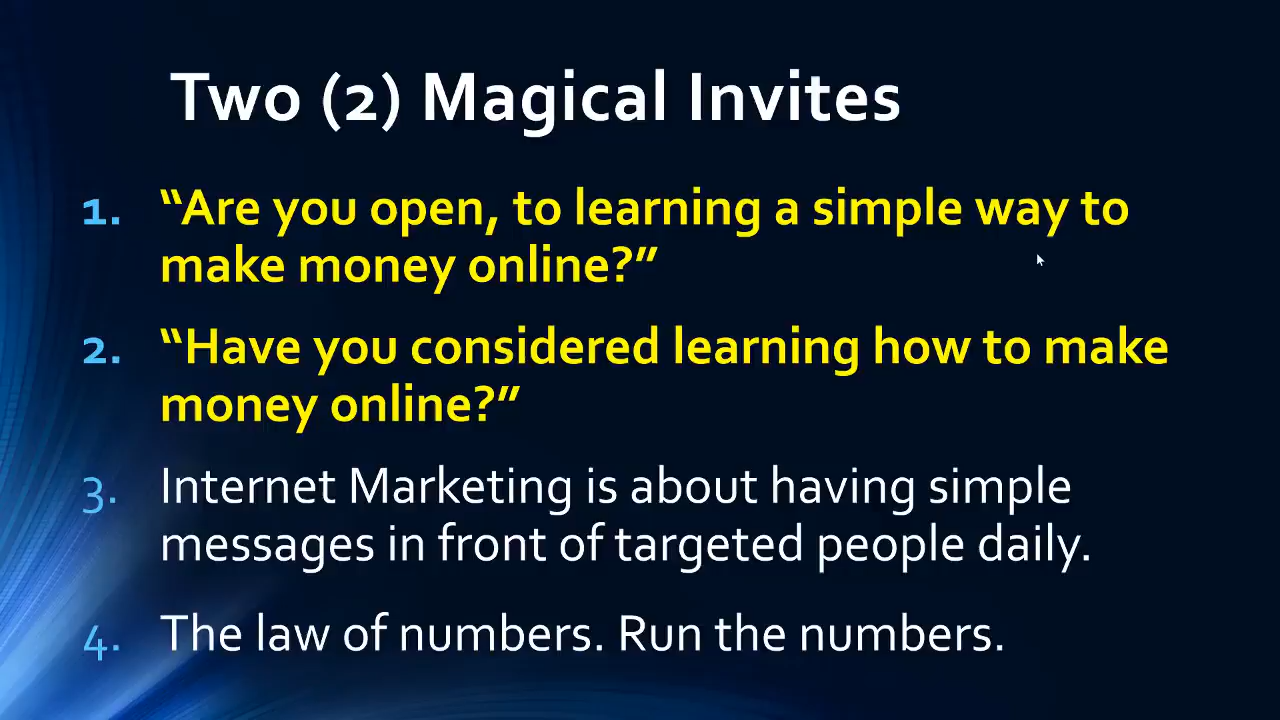 Two (2) Magical Invites
1. “Are you open, to learning a simple way to
make money online?”
2. “Have you considered learning how to make
money online?”
3. Internet Marketing is about having simple
messages in front of targeted people daily.
4. The law of numbers. Run the numbers.